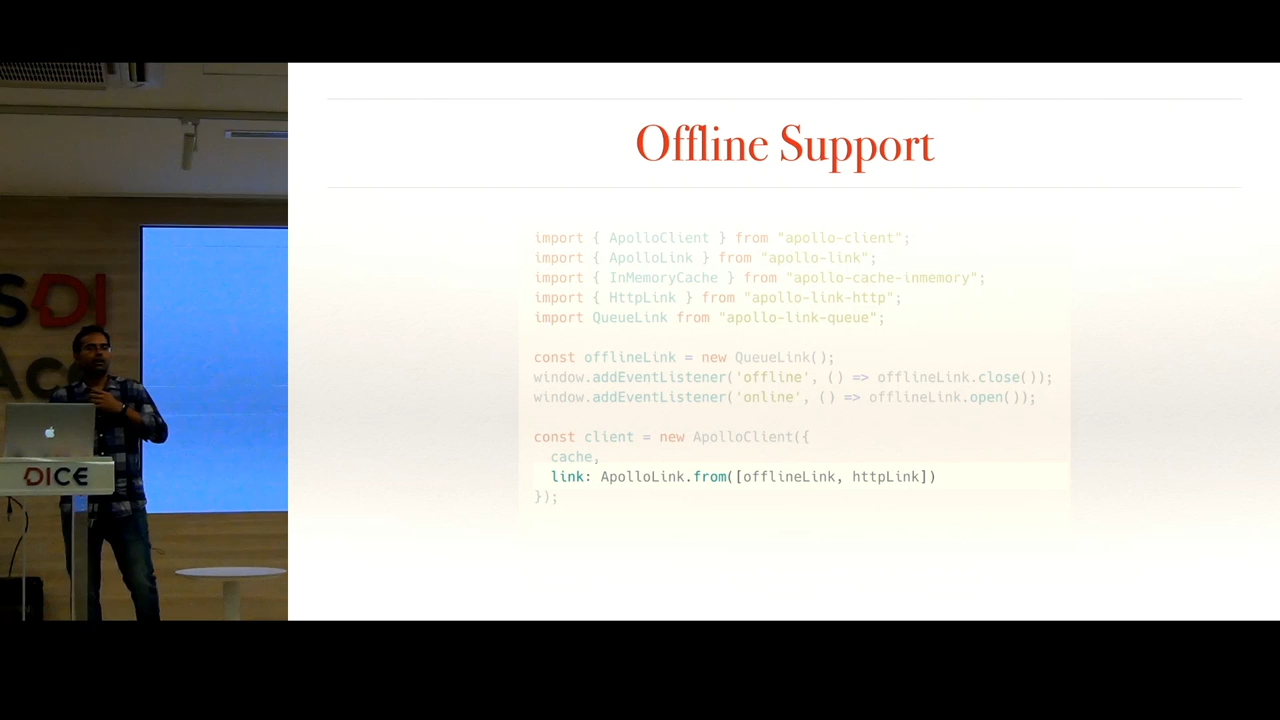 Offline Support
import { ApolloClient } from "apollo-client";
import { ApolloLink } from "apollo-link";
import { InMemoryCache } from "apollo-cache-inmemory";
import { HttpLink } from "apollo-link-http";
import QueueLink from "apollo-link-queue";
const offlineLink = new QueueLink();
window.addEventListener('offline', () => offlineLink.close());
window.addEventListener('online', () => offlineLink.open());
const client = new ApolloClient({
cache,
link: ApolloLink.from([offlineLink, httpLink])
});
SDI
Ac
DICE